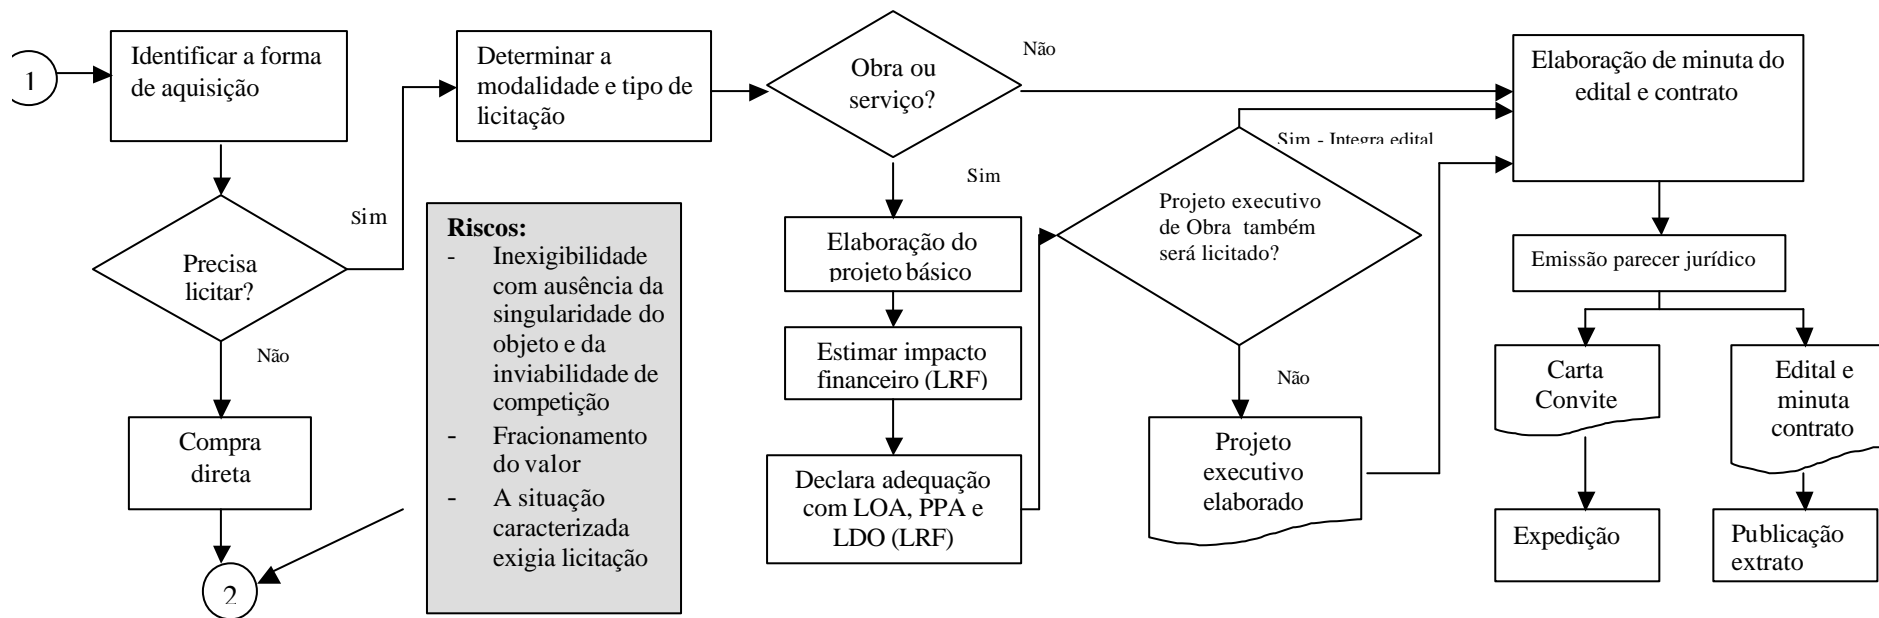 1
Identificar a forma
de aquisição
Precisa
licitar?
Sim
Não
Compra
direta
2
Riscos:
- Inexigibilidade
com ausência da
singularidade do
objeto e da
inviabilidade de
competição
- Fracionamento
do valor
- A situação
caracterizada
exigia licitação
Determinar a
modalidade e tipo de
licitação
Obra ou
serviço?
Não
Sim
Elaboração do
projeto básico
Estimar impacto
financeiro (LRF)
Declara adequação
com LOA, PPA e
LDO (LRF)
Projeto executivo
de Obra também
será licitado?
Sim - Integra edital
Não
Projeto
executivo
elaborado
Elaboração de minuta do
edital e contrato
Emissão parecer jurídico
Carta
Convite
Expedição
Edital e
minuta
contrato
Publicação
extrato